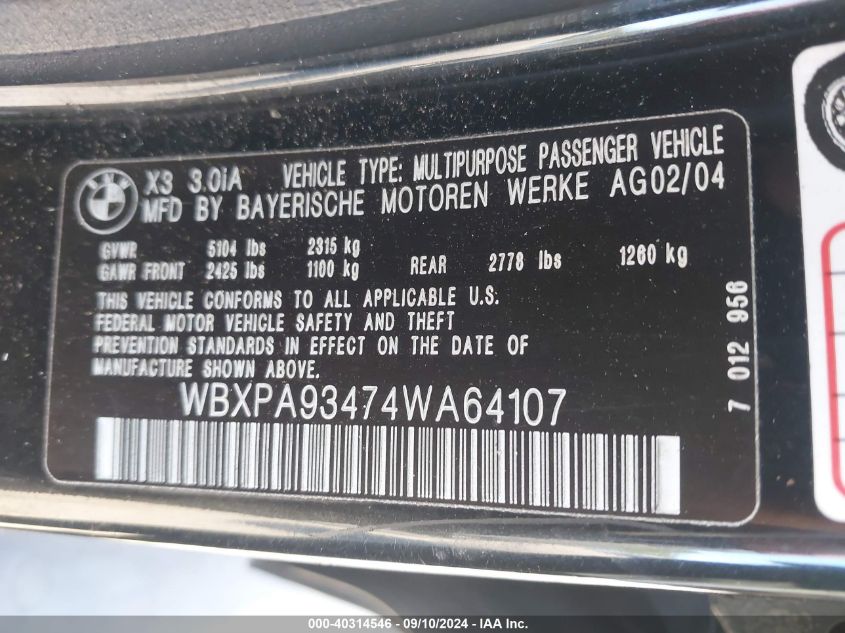 BMW
X3 3.0iA VEHICLE TYPE: MULTIPURPOSE PASSENGER VEHICLE
MFD BY BAYERISCHE MOTOREN WERKE AG02/04
GVWR 5104 lbs 2315 kg
GAWR FRONT 2425 lbs 1100 kg REAR 2778 lbs 1260 kg
THIS VEHICLE CONFORMS TO ALL APPLICABLE U.S.
FEDERAL MOTOR VEHICLE SAFETY AND THEFT
PREVENTION STANDARDS IN EFFECT ON THE DATE OF
MANUFACTURE SHOWN ABOVE.
WBXPA93474WA64107
7 012 956
000-40314546 - 09/10/2024 - © IAA, Inc.